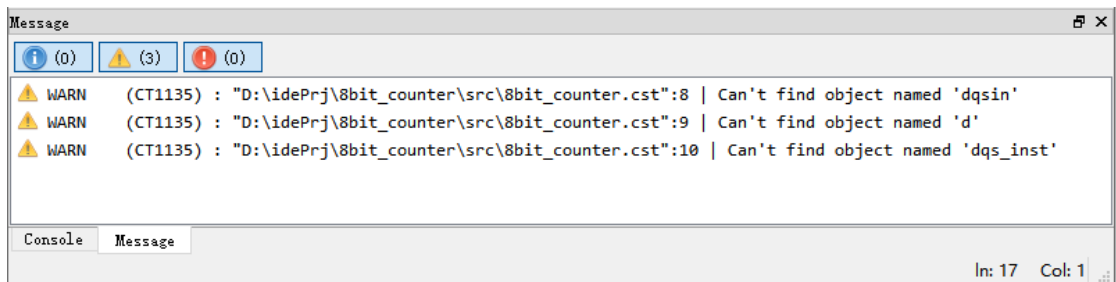 Message
(0) (3) (0)
WARN (CT1135) : "D:\idePrj\8bit_counter\src\8bit_counter.cst":8 | Can't find object named 'dqsin'
WARN (CT1135) : "D:\idePrj\8bit_counter\src\8bit_counter.cst":9 | Can't find object named 'd'
WARN (CT1135) : "D:\idePrj\8bit_counter\src\8bit_counter.cst":10 | Can't find object named 'dqs_inst'
Console Message
ln: 17 Col: 1